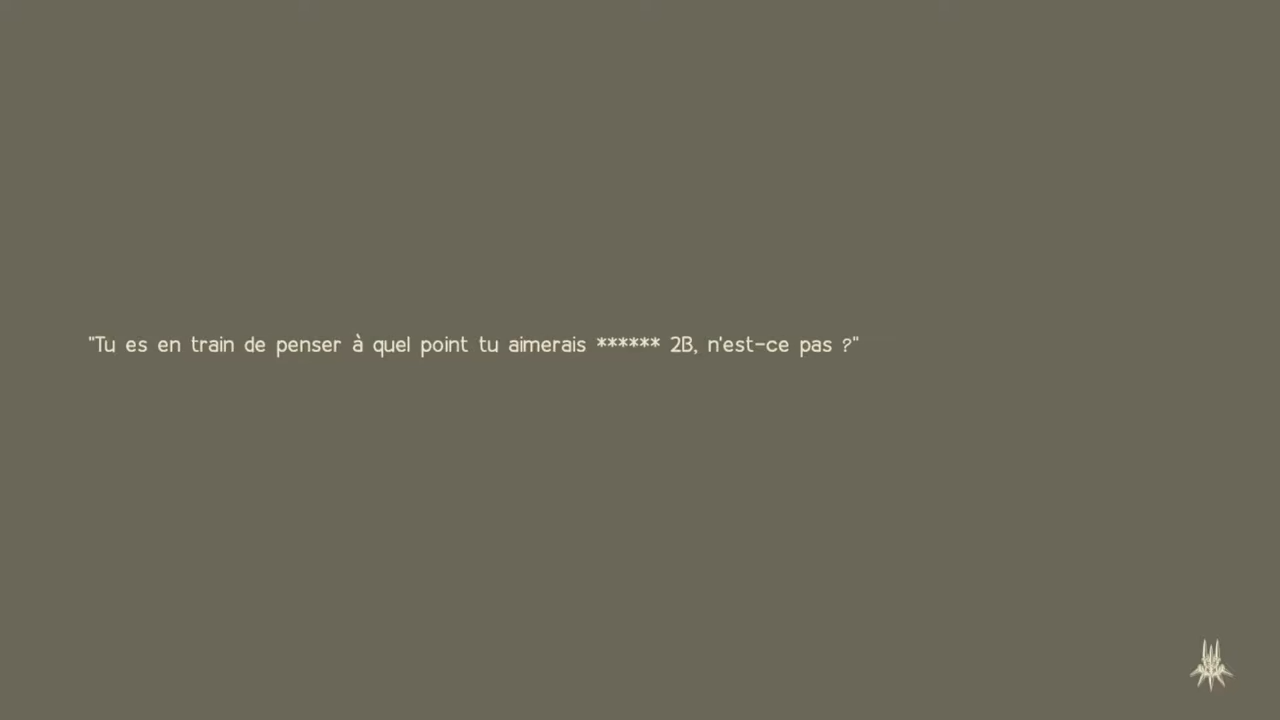 "Tu es en train de penser à quel point tu aimerais ****** 2B, n'est-ce pas ?"